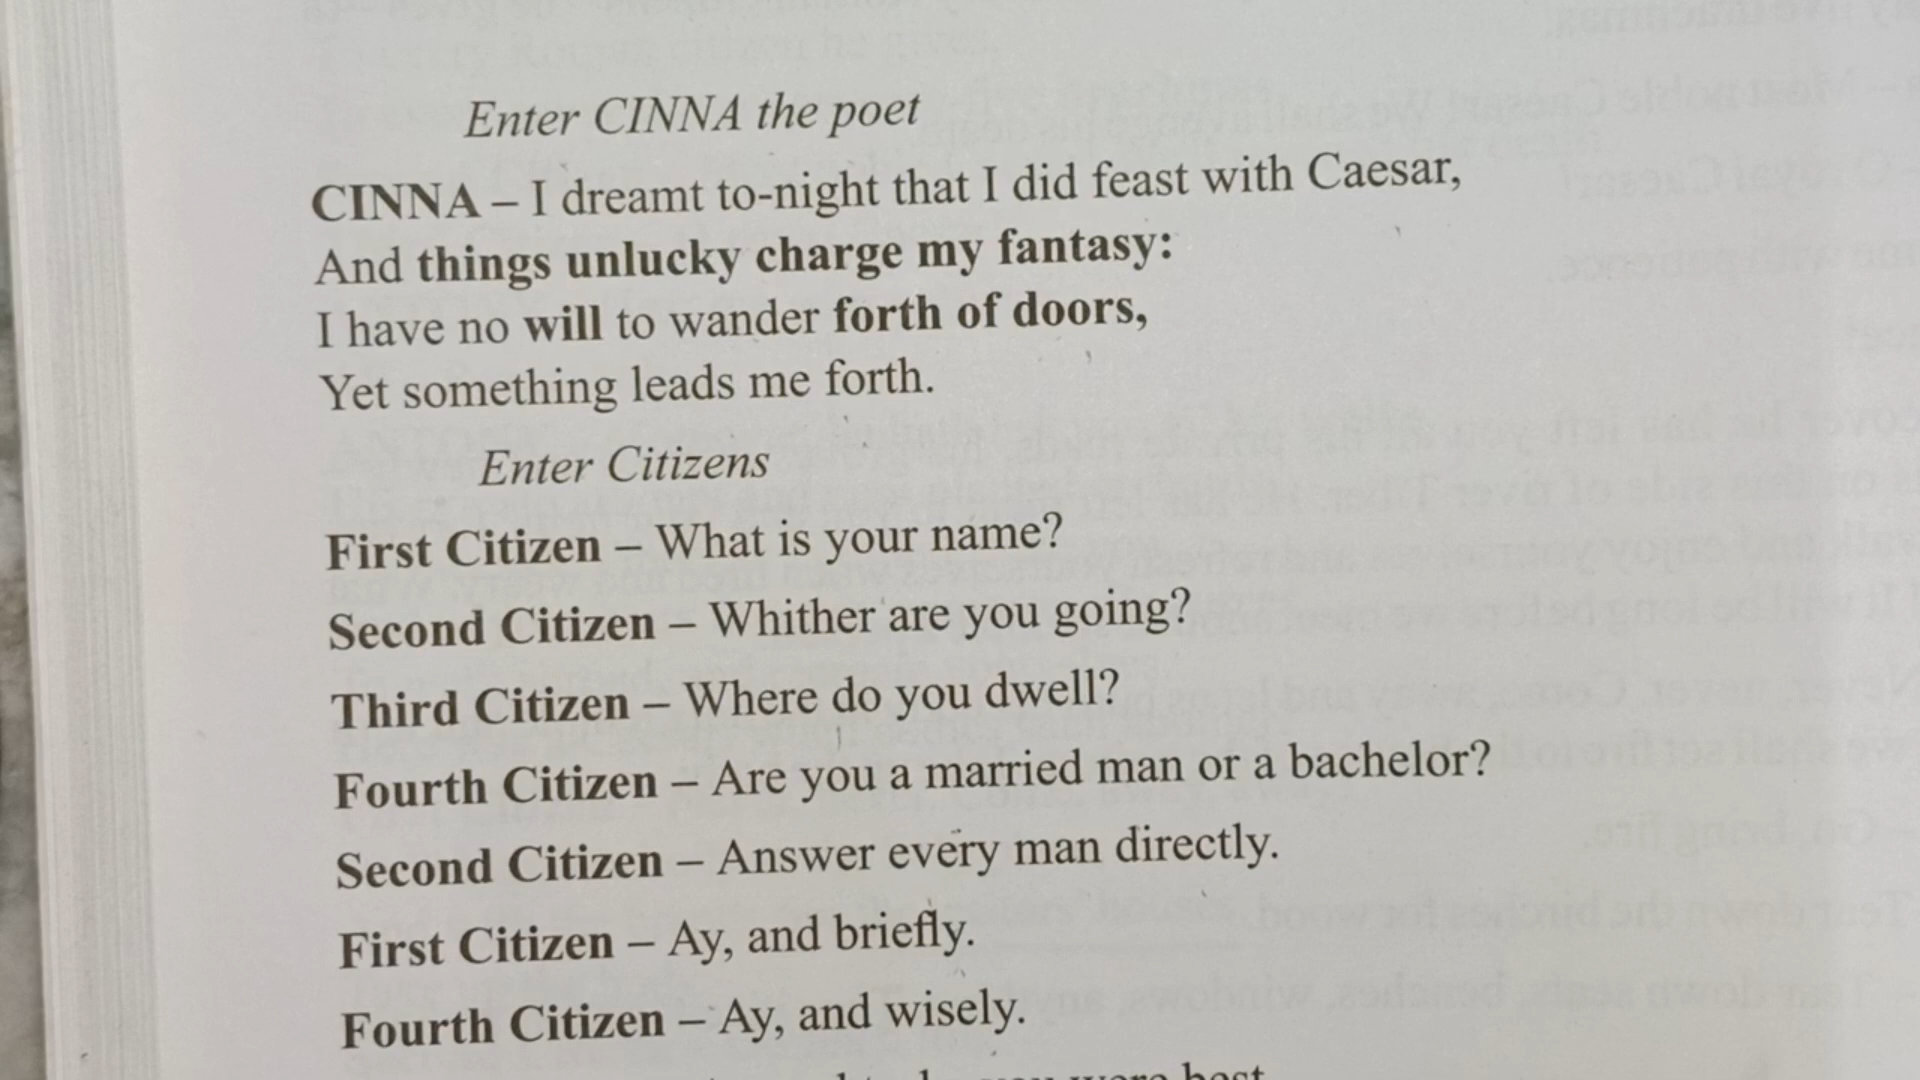 Enter CINNA the poet
CINNA – I dreamt to-night that I did feast with Caesar,
And things unlucky charge my fantasy:
I have no will to wander forth of doors,
Yet something leads me forth.
Enter Citizens
First Citizen – What is your name?
Second Citizen – Whither are you going?
Third Citizen – Where do you dwell?
Fourth Citizen – Are you a married man or a bachelor?
Second Citizen – Answer every man directly.
First Citizen – Ay, and briefly.
Fourth Citizen – Ay, and wisely.
you were best